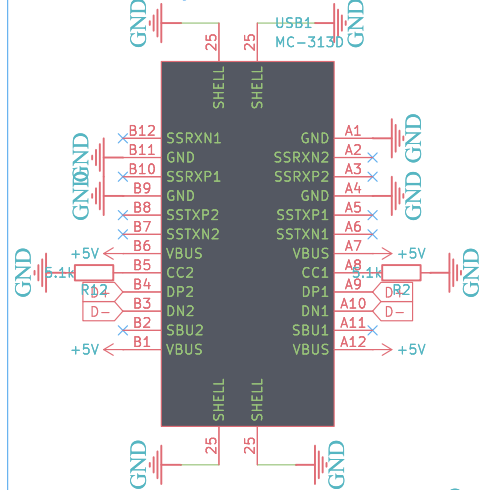 GND
25
25
USB1
MC-313D
GND
SHELL
SHELL
B12 SSRXN1
GND A1 GND
GND B11 GND
SSRXN2 A2
B10 SSRXP1
SSRXP2 A3
GND B9 GND
GND A4 GND
B8 SSTXP2
SSTXP1 A5
B7 SSTXN2
SSTXN1 A6
+5V B6 VBUS
VBUS A7 +5V
GND 5.1k R12 B5 CC2
CC1 A8 5.1k R2 GND
D+ B4 DP2
DP1 A9 D+
D- B3 DN2
DN1 A10 D-
B2 SBU2
SBU1 A11
+5V B1 VBUS
VBUS A12 +5V
SHELL
SHELL
GND
25
25
GND